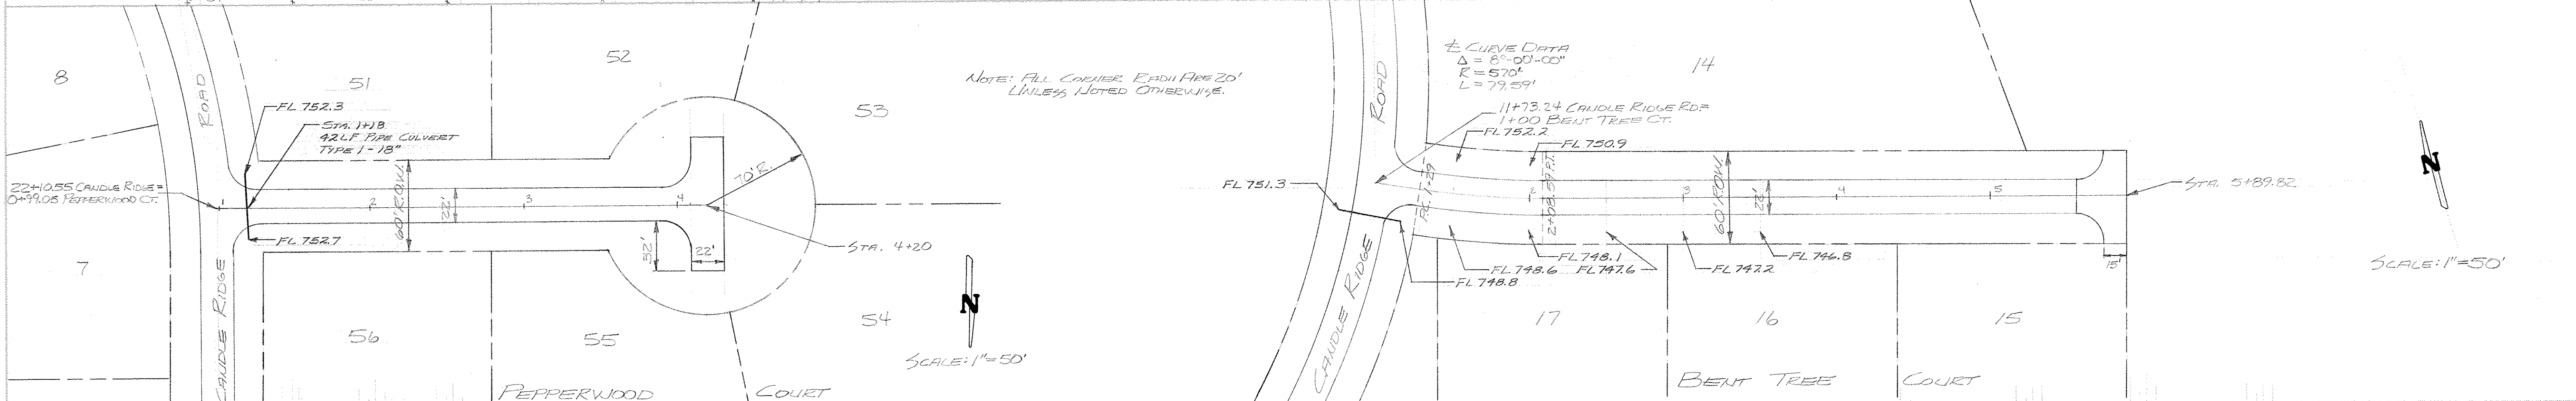 8
ROAD
51
52
53
FL 752.3
STA. 1+18
42 LF PIPE CULVERT
TYPE 1 - 18"
22+10.55 CANDLE RIDGE =
0+99.05 PEPPERWOOD CT.
1
2
3
4
60' R.O.W.
22'
70' R.
FL 752.7
32'
22'
STA. 4+20
7
CANDLE RIDGE
56
55
54
N
SCALE: 1"=50'
PEPPERWOOD COURT
NOTE: ALL CORNER RADII ARE 20'
UNLESS NOTED OTHERWISE.
ROAD
℄ CURVE DATA
Δ = 8°-00'-00"
R = 570'
L = 79.59'
14
11+73.24 CANDLE RIDGE RD.=
1+00 BENT TREE CT.
FL 752.2
FL 750.9
FL 751.3
P.C. 1+29
2
2+08.59 P.T.
3
60' R.O.W.
22'
4
5
STA. 5+89.82
FL 748.1
FL 746.8
FL 748.6
FL 747.6
FL 747.2
FL 748.8
15'
CANDLE RIDGE
17
16
15
BENT TREE COURT
N
SCALE: 1"=50'